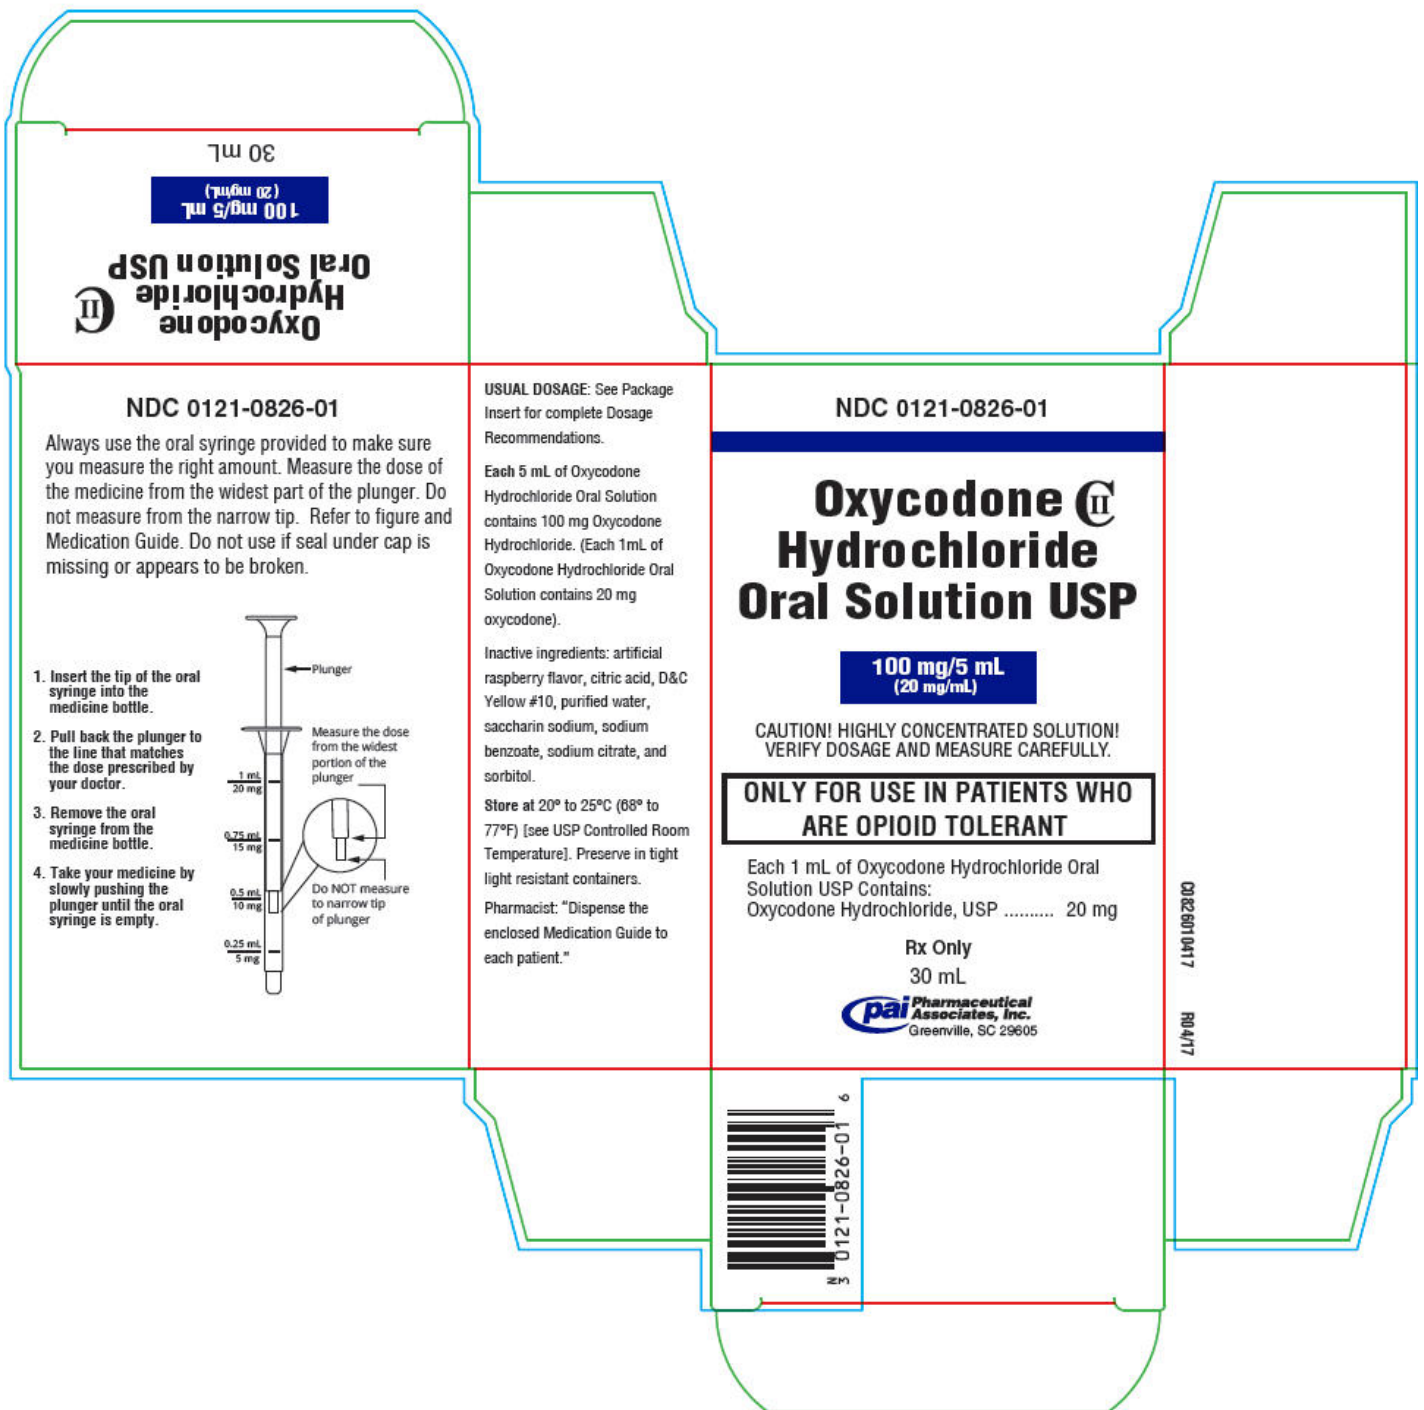 30 mL
100 mg/5 mL
(20 mg/mL)
Oxycodone
Hydrochloride
Oral Solution USP
CII
NDC 0121-0826-01
Always use the oral syringe provided to make sure
you measure the right amount. Measure the dose of
the medicine from the widest part of the plunger. Do
not measure from the narrow tip. Refer to figure and
Medication Guide. Do not use if seal under cap is
missing or appears to be broken.
1. Insert the tip of the oral
syringe into the
medicine bottle.
2. Pull back the plunger to
the line that matches
the dose prescribed by
your doctor.
3. Remove the oral
syringe from the
medicine bottle.
4. Take your medicine by
slowly pushing the
plunger until the oral
syringe is empty.
Plunger
Measure the dose
from the widest
portion of the
plunger
Do NOT measure
to narrow tip
of plunger
1 mL
20 mg
0.75 mL
15 mg
0.5 mL
10 mg
0.25 mL
5 mg
USUAL DOSAGE: See Package
Insert for complete Dosage
Recommendations.
Each 5 mL of Oxycodone
Hydrochloride Oral Solution
contains 100 mg Oxycodone
Hydrochloride. (Each 1mL of
Oxycodone Hydrochloride Oral
Solution contains 20 mg
oxycodone).
Inactive ingredients: artificial
raspberry flavor, citric acid, D&C
Yellow #10, purified water,
saccharin sodium, sodium
benzoate, sodium citrate, and
sorbitol.
Store at 20º to 25ºC (68º to
77ºF) [see USP Controlled Room
Temperature]. Preserve in tight
light resistant containers.
Pharmacist: “Dispense the
enclosed Medication Guide to
each patient."
NDC 0121-0826-01
Oxycodone CII
Hydrochloride
Oral Solution USP
100 mg/5 mL
(20 mg/mL)
CAUTION! HIGHLY CONCENTRATED SOLUTION!
VERIFY DOSAGE AND MEASURE CAREFULLY.
ONLY FOR USE IN PATIENTS WHO
ARE OPIOID TOLERANT
Each 1 mL of Oxycodone Hydrochloride Oral
Solution USP Contains:
Oxycodone Hydrochloride, USP .......... 20 mg
Rx Only
30 mL
pai Pharmaceutical
Associates, Inc.
Greenville, SC 29605
C0826010417 R04/17
N
3 0121-0826-01 6